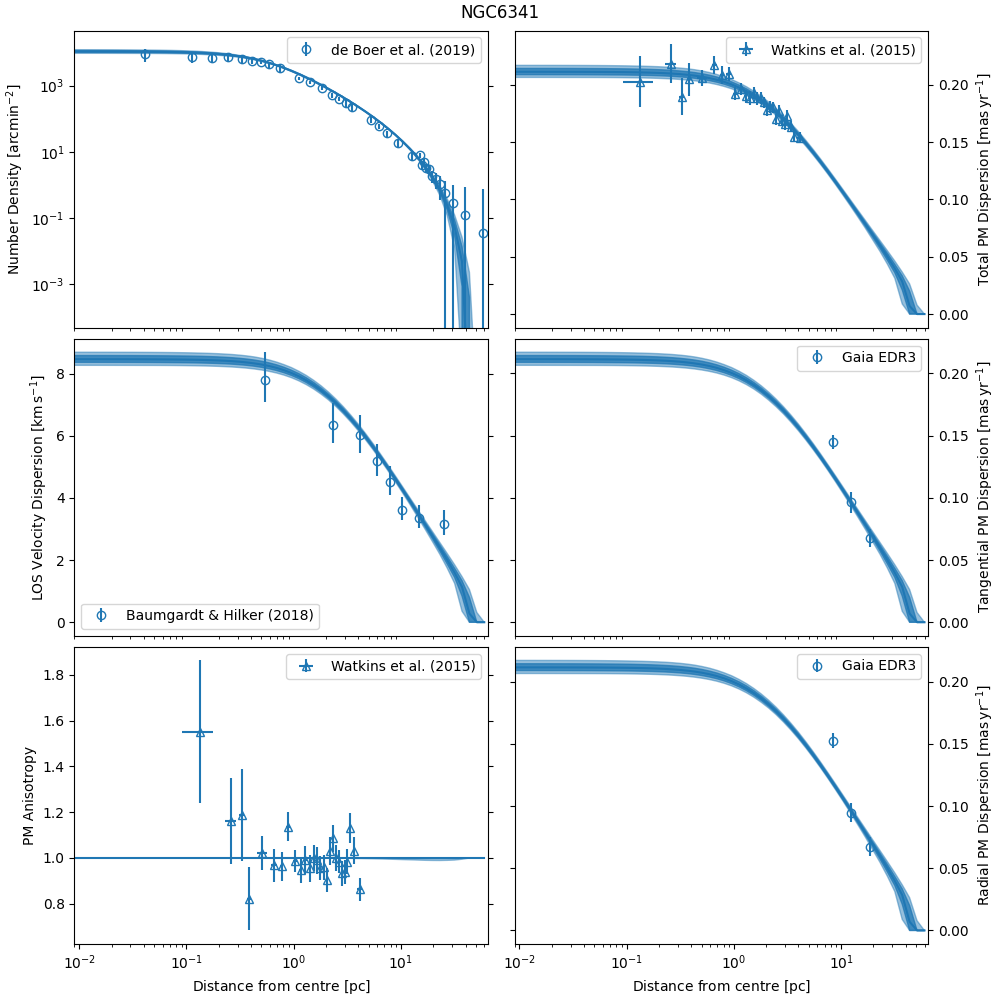 NGC6341
de Boer et al. (2019)
Number Density [arcmin⁻²]
10³
10¹
10⁻¹
10⁻³
Watkins et al. (2015)
0.20
0.15
0.10
0.05
0.00
Total PM Dispersion [mas yr⁻¹]
LOS Velocity Dispersion [km s⁻¹]
8
6
4
2
0
Baumgardt & Hilker (2018)
Gaia EDR3
0.20
0.15
0.10
0.05
0.00
Tangential PM Dispersion [mas yr⁻¹]
PM Anisotropy
1.8
1.6
1.4
1.2
1.0
0.8
Watkins et al. (2015)
10⁻² 10⁻¹ 10⁰ 10¹
Distance from centre [pc]
Gaia EDR3
0.20
0.15
0.10
0.05
0.00
Radial PM Dispersion [mas yr⁻¹]
10⁻² 10⁻¹ 10⁰ 10¹
Distance from centre [pc]